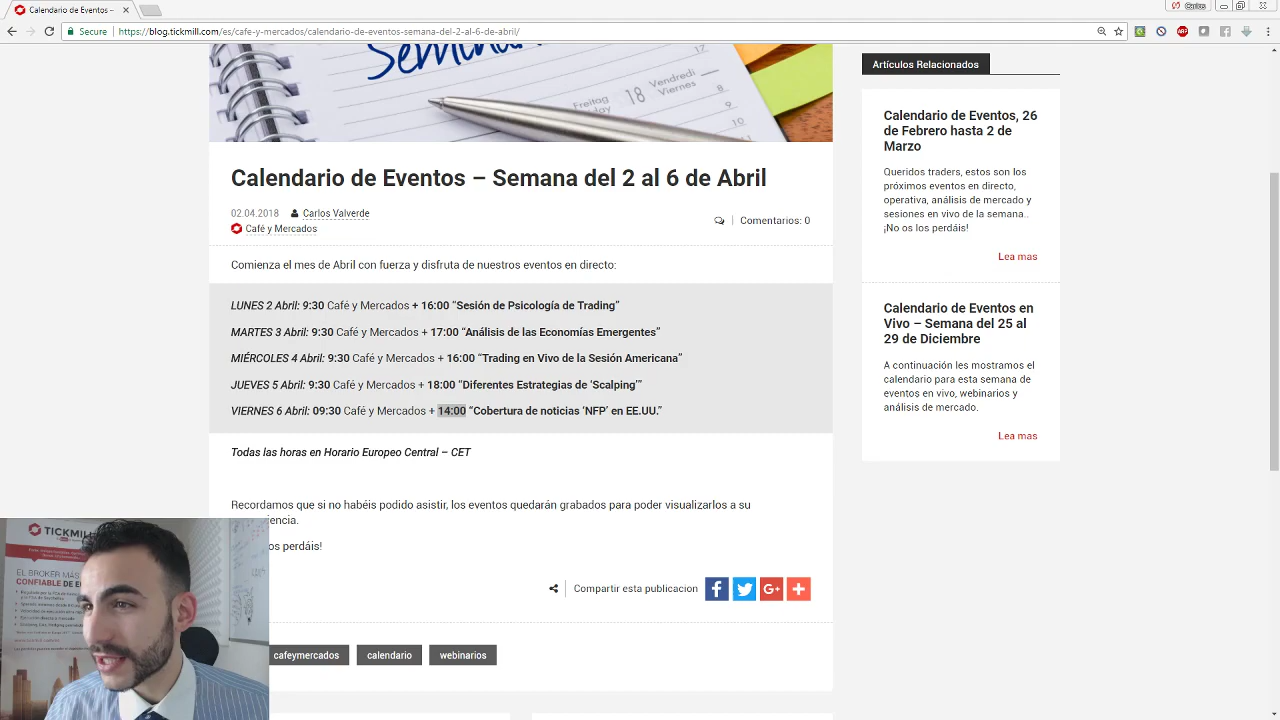 Calendario de Eventos
Secure
https://blog.tickmill.com/es/cafe-y-mercados/calendario-de-eventos-semana-del-2-al-6-de-abril/
Carlos
17
Vendredi
Viernes
Freitag
18
8
9
10
Calendario de Eventos – Semana del 2 al 6 de Abril
02.04.2018 Carlos Valverde
Comentarios: 0
Café y Mercados
Comienza el mes de Abril con fuerza y disfruta de nuestros eventos en directo:
LUNES 2 Abril: 9:30 Café y Mercados + 16:00 “Sesión de Psicología de Trading”
MARTES 3 Abril: 9:30 Café y Mercados + 17:00 “Análisis de las Economías Emergentes”
MIÉRCOLES 4 Abril: 9:30 Café y Mercados + 16:00 “Trading en Vivo de la Sesión Americana”
JUEVES 5 Abril: 9:30 Café y Mercados + 18:00 “Diferentes Estrategias de ‘Scalping’”
VIERNES 6 Abril: 09:30 Café y Mercados + 14:00 “Cobertura de noticias ‘NFP’ en EE.UU.”
Todas las horas en Horario Europeo Central – CET
Recordamos que si no habéis podido asistir, los eventos quedarán grabados para poder visualizarlos a su
os perdáis!
Compartir esta publicacion
cafeymercados calendario webinarios
Artículos Relacionados
Calendario de Eventos, 26
de Febrero hasta 2 de
Marzo
Queridos traders, estos son los
próximos eventos en directo,
operativa, análisis de mercado y
sesiones en vivo de la semana..
¡No os los perdáis!
Lea mas
Calendario de Eventos en
Vivo – Semana del 25 al
29 de Diciembre
A continuación les mostramos el
calendario para esta semana de
eventos en vivo, webinarios y
análisis de mercado.
Lea mas
TICKMILL
EL BROKER MÁS
CONFIABLE DE